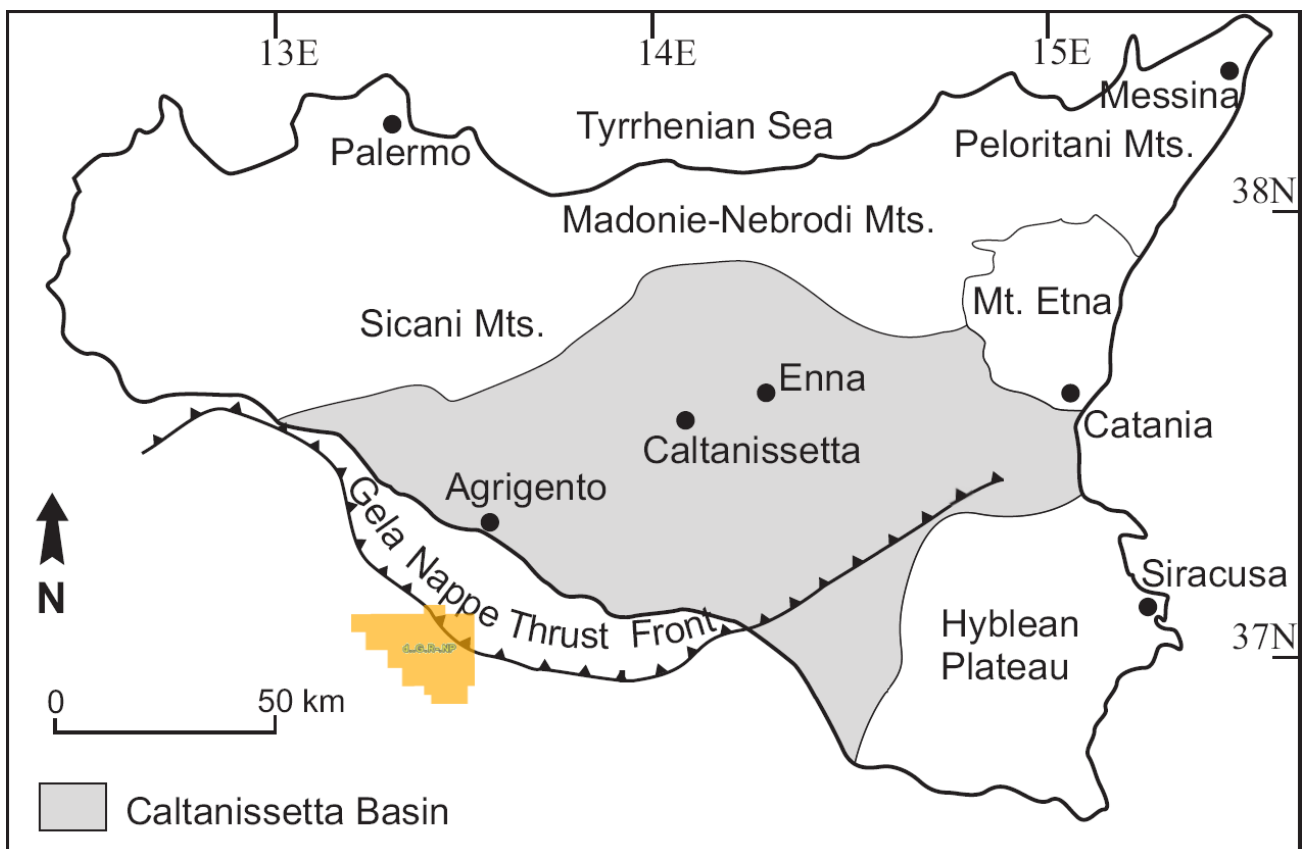 13E
14E
15E
Messina
Tyrrhenian Sea
Palermo
Peloritani Mts.
38N
Madonie-Nebrodi Mts.
Mt. Etna
Sicani Mts.
Enna
Catania
Caltanissetta
Agrigento
Gela Nappe Thrust Front
N
Siracusa
Hyblean
Plateau
37N
d..G.R-.NP
0
50 km
Caltanissetta Basin